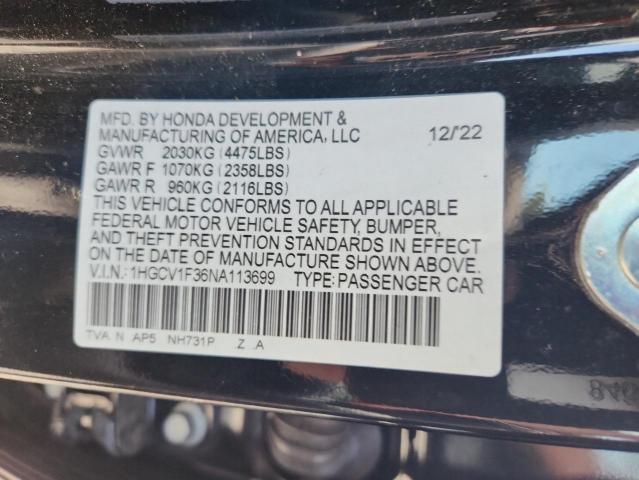 MFD. BY HONDA DEVELOPMENT &
MANUFACTURING OF AMERICA, LLC 12/'22
GVWR 2030KG (4475LBS)
GAWR F 1070KG (2358LBS)
GAWR R 960KG (2116LBS)
THIS VEHICLE CONFORMS TO ALL APPLICABLE
FEDERAL MOTOR VEHICLE SAFETY, BUMPER,
AND THEFT PREVENTION STANDARDS IN EFFECT
ON THE DATE OF MANUFACTURE SHOWN ABOVE.
V.I.N.: 1HGCV1F36NA113699 TYPE:PASSENGER CAR
TVA N AP5 NH731P Z .A